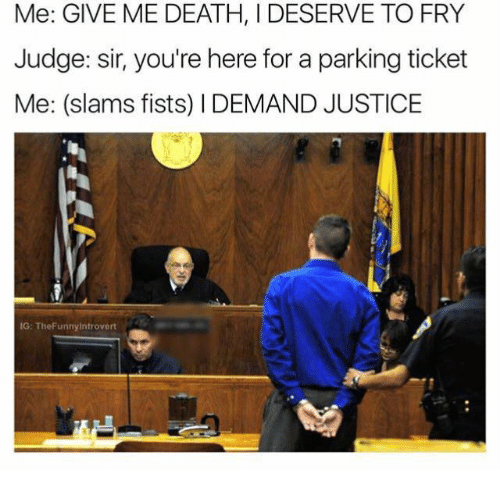 Me: GIVE ME DEATH, I DESERVE TO FRY
Judge: sir, you're here for a parking ticket
Me: (slams fists) I DEMAND JUSTICE
IG: TheFunnyIntrovert